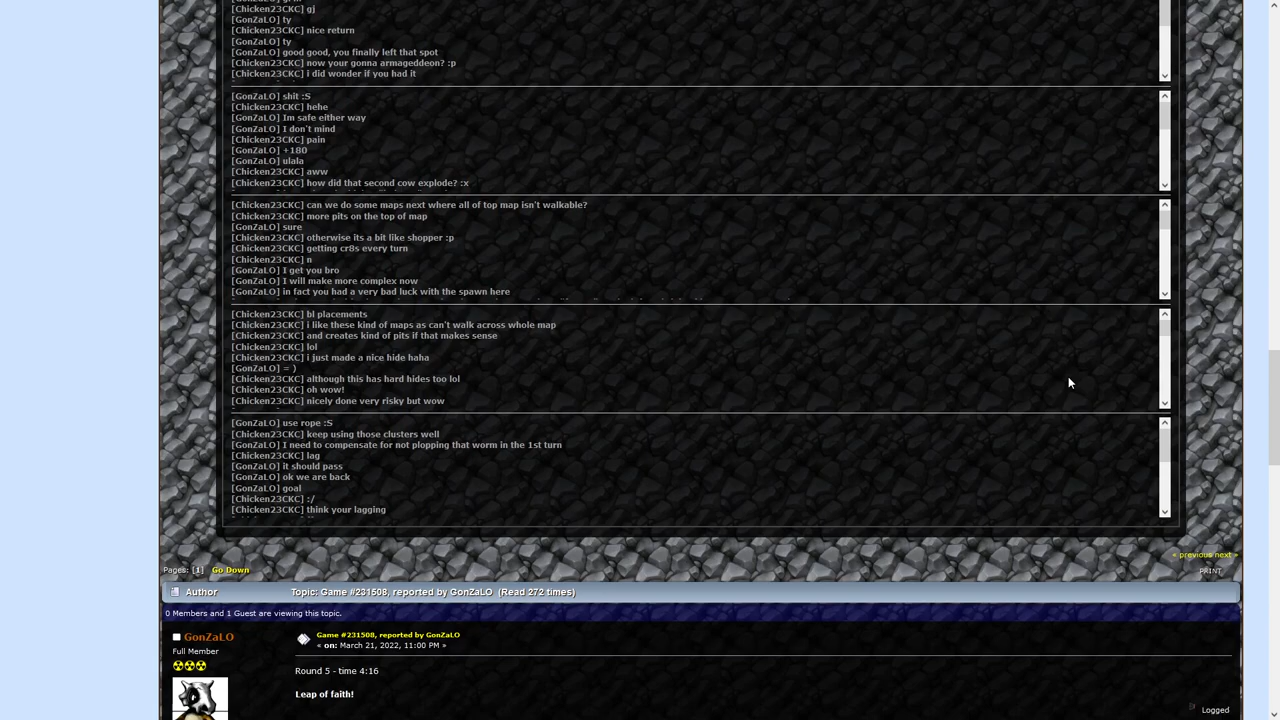 [Chicken23CKC] gj
[GonZaLO] ty
[Chicken23CKC] nice return
[GonZaLO] ty
[GonZaLO] good good, you finally left that spot
[Chicken23CKC] now your gonna armageddeon? :p
[Chicken23CKC] i did wonder if you had it
[GonZaLO] shit :S
[Chicken23CKC] hehe
[GonZaLO] Im safe either way
[GonZaLO] I don't mind
[Chicken23CKC] pain
[GonZaLO] +180
[GonZaLO] ulala
[Chicken23CKC] aww
[Chicken23CKC] how did that second cow explode? :x
[Chicken23CKC] can we do some maps next where all of top map isn't walkable?
[Chicken23CKC] more pits on the top of map
[GonZaLO] sure
[Chicken23CKC] otherwise its a bit like shopper :p
[Chicken23CKC] getting cr8s every turn
[Chicken23CKC] n
[GonZaLO] I get you bro
[GonZaLO] I will make more complex now
[GonZaLO] in fact you had a very bad luck with the spawn here
[Chicken23CKC] bl placements
[Chicken23CKC] i like these kind of maps as can't walk across whole map
[Chicken23CKC] and creates kind of pits if that makes sense
[Chicken23CKC] lol
[Chicken23CKC] i just made a nice hide haha
[GonZaLO] = )
[Chicken23CKC] although this has hard hides too lol
[Chicken23CKC] oh wow!
[Chicken23CKC] nicely done very risky but wow
[GonZaLO] use rope :S
[Chicken23CKC] keep using those clusters well
[GonZaLO] I need to compensate for not plopping that worm in the 1st turn
[Chicken23CKC] lag
[GonZaLO] it should pass
[GonZaLO] ok we are back
[GonZaLO] goal
[Chicken23CKC] :/
[Chicken23CKC] think your lagging
« previous next »
Pages: [1] Go Down
PRINT
Author Topic: Game #231508, reported by GonZaLO (Read 272 times)
0 Members and 1 Guest are viewing this topic.
GonZaLO
Full Member
Game #231508, reported by GonZaLO
« on: March 21, 2022, 11:00 PM »
Round 5 - time 4:16
Leap of faith!
Logged